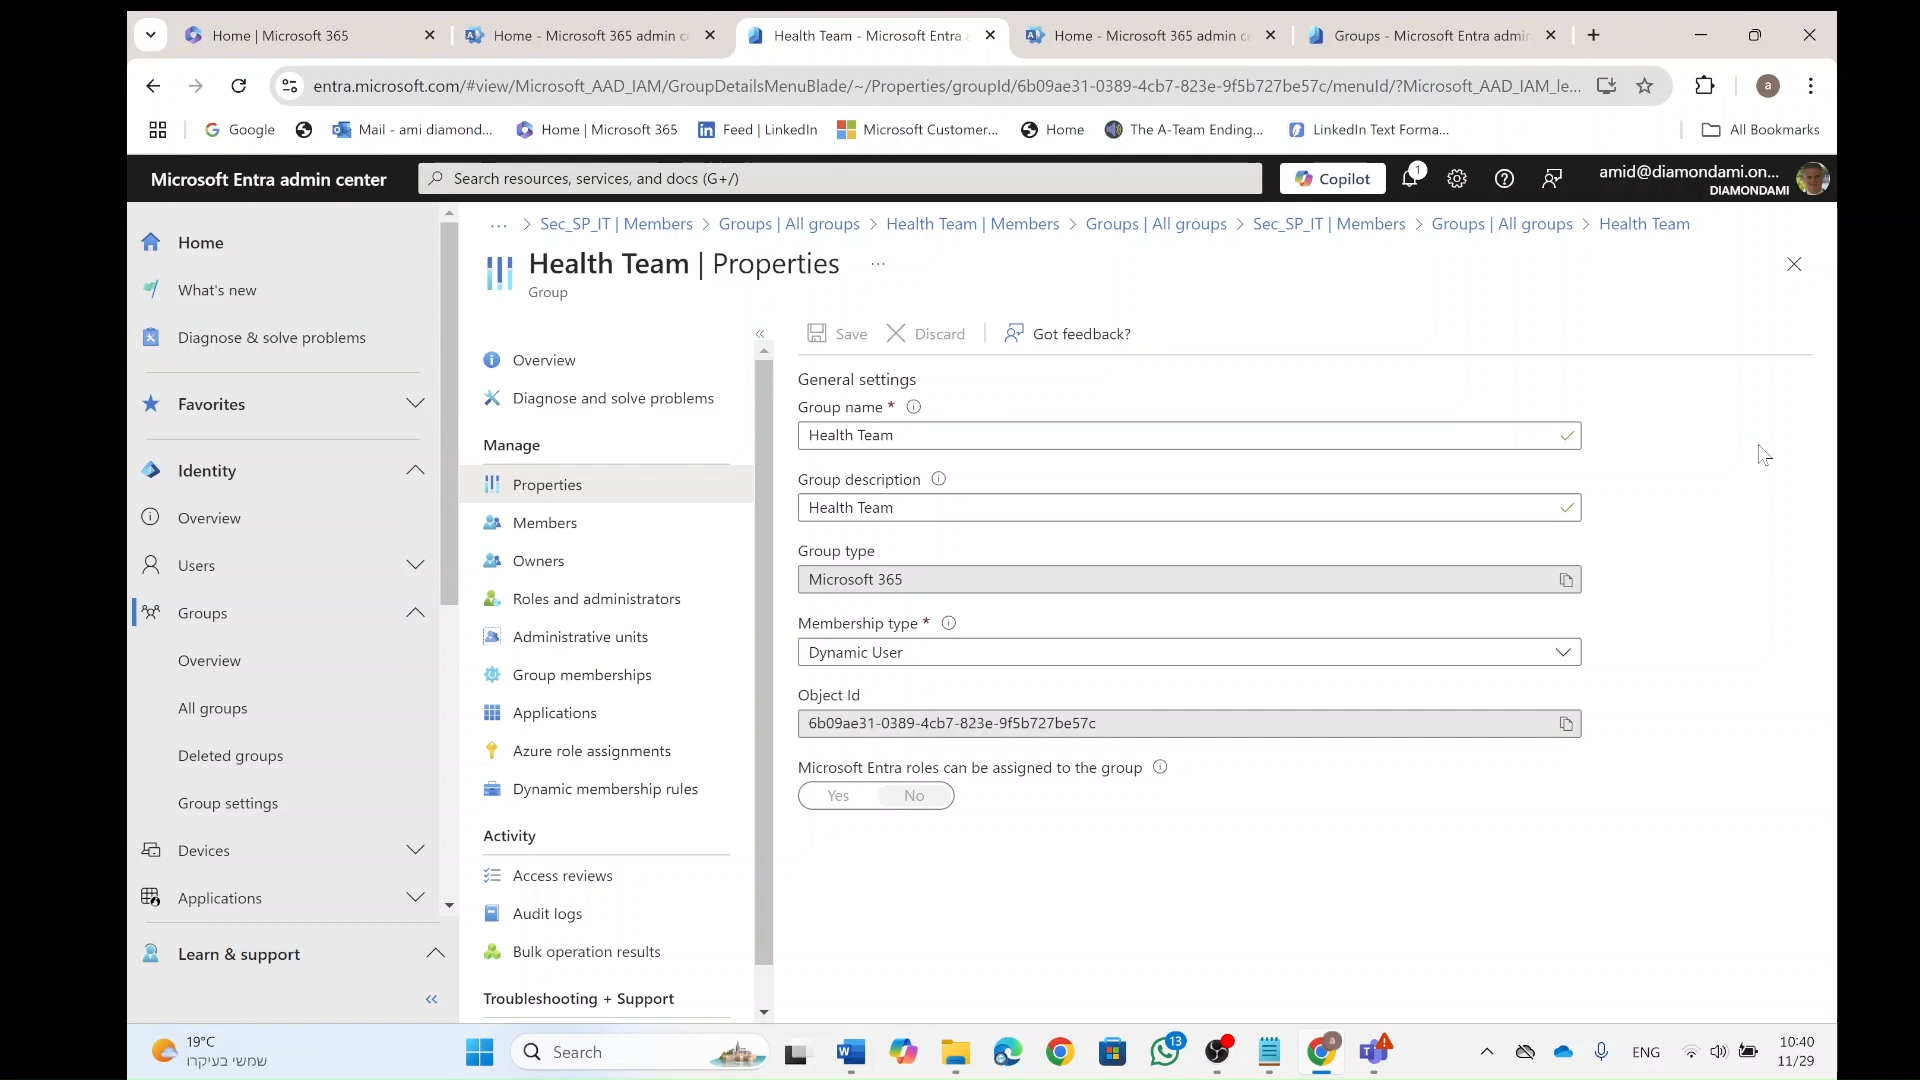 Home | Microsoft 365
Home - Microsoft 365 admin c
Health Team - Microsoft Entra a
Home - Microsoft 365 admin c
Groups - Microsoft Entra admin
entra.microsoft.com/#view/Microsoft_AAD_IAM/GroupDetailsMenuBlade/~/Properties/groupId/6b09ae31-0389-4cb7-823e-9f5b727be57c/menuId/?Microsoft_AAD_IAM_le...
a
Google
Mail - ami diamond...
Home | Microsoft 365
Feed | LinkedIn
Microsoft Customer...
Home
The A-Team Ending...
LinkedIn Text Forma...
All Bookmarks
Microsoft Entra admin center
Search resources, services, and docs (G+/)
Copilot
1
amid@diamondami.on...
DIAMONDAMI
Home
What's new
Diagnose & solve problems
Favorites
Identity
Overview
Users
Groups
Overview
All groups
Deleted groups
Group settings
Devices
Applications
Learn & support
... > Sec_SP_IT | Members > Groups | All groups > Health Team | Members > Groups | All groups > Sec_SP_IT | Members > Groups | All groups > Health Team
Health Team | Properties ...
Group
Overview
Diagnose and solve problems
Manage
Properties
Members
Owners
Roles and administrators
Administrative units
Group memberships
Applications
Azure role assignments
Dynamic membership rules
Activity
Access reviews
Audit logs
Bulk operation results
Troubleshooting + Support
Save
Discard
Got feedback?
General settings
Group name *
Health Team
Group description
Health Team
Group type
Microsoft 365
Membership type *
Dynamic User
Object Id
6b09ae31-0389-4cb7-823e-9f5b727be57c
Microsoft Entra roles can be assigned to the group
Yes No
19°C
שמשי בעיקרו
Search
13
ENG
10:40
11/29